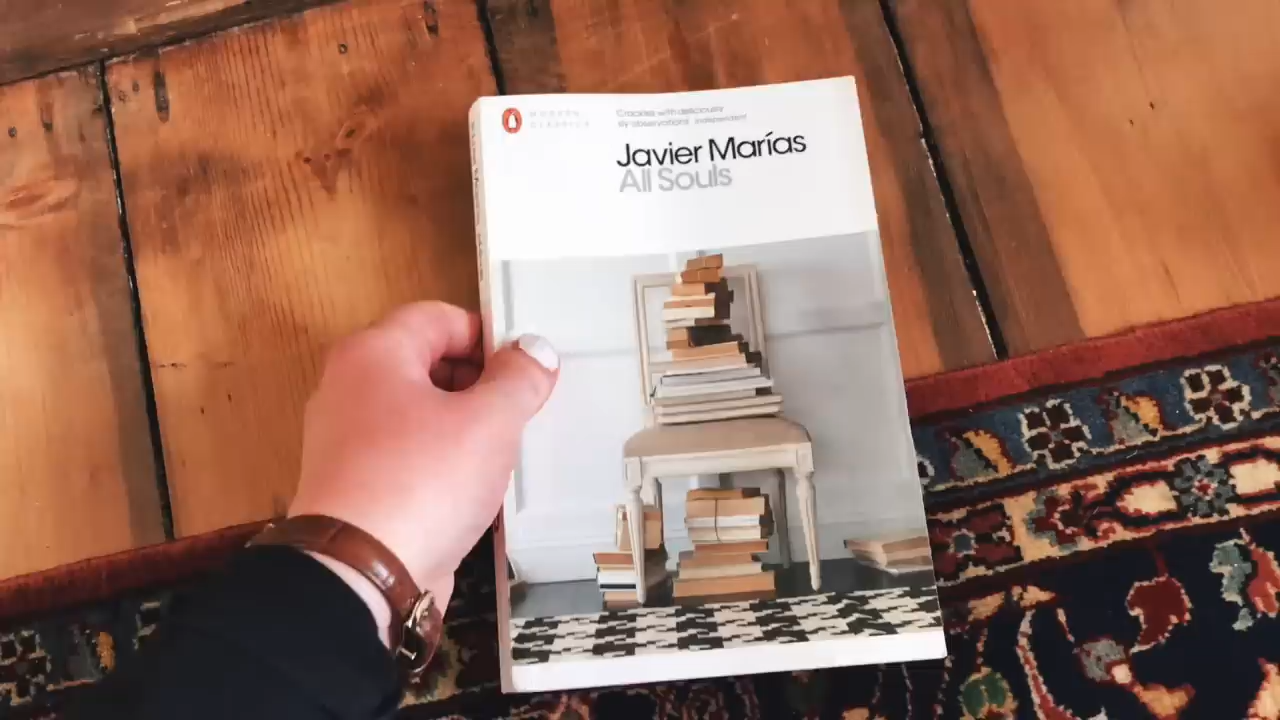 MODERN
CLASSICS
Crackles with deliciously
sly observations Independent
Javier Marías
All Souls